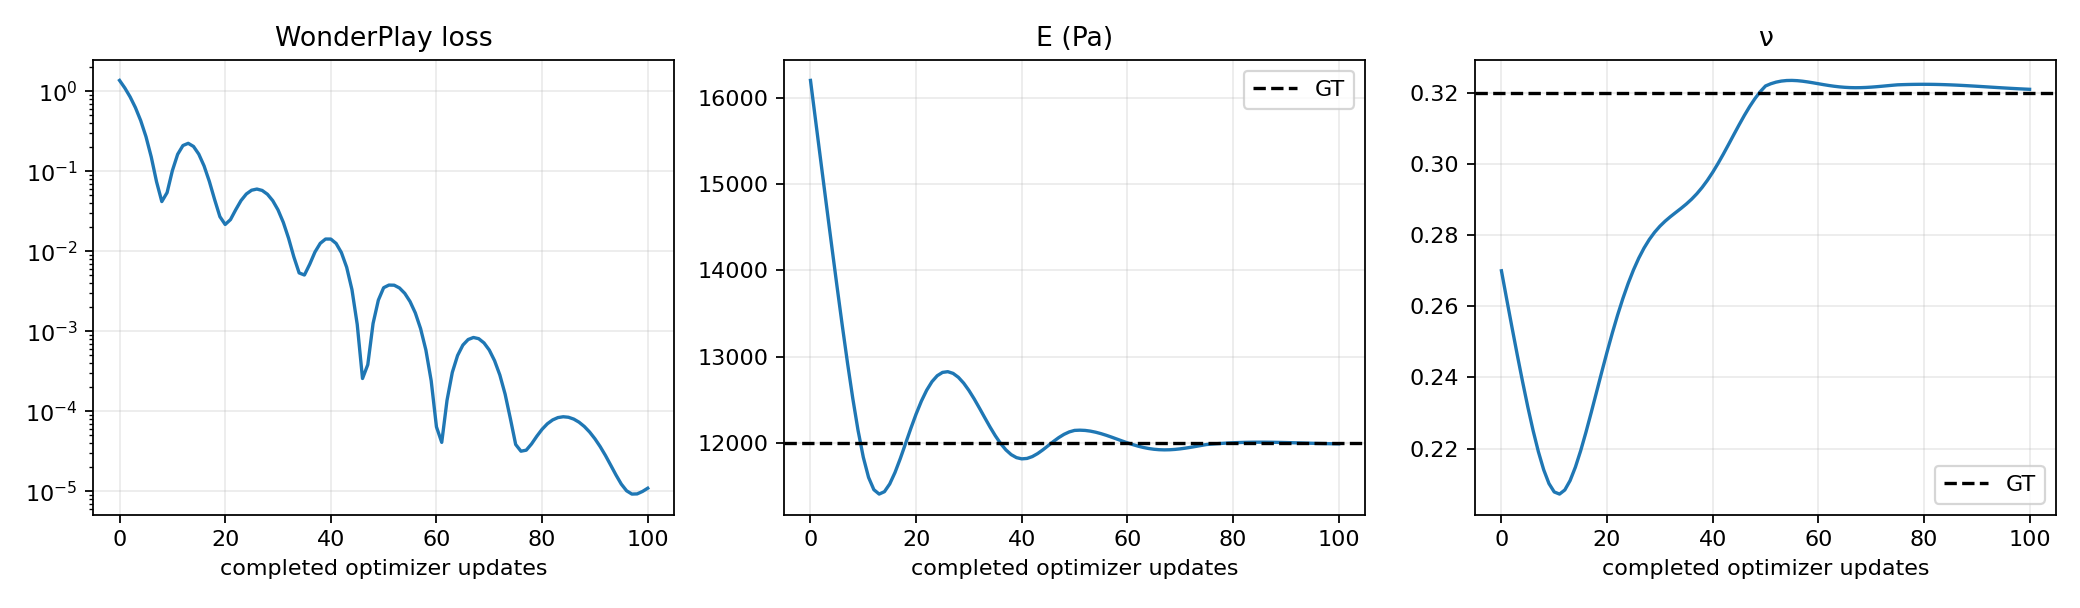 WonderPlay loss
10⁰
10⁻¹
10⁻²
10⁻³
10⁻⁴
10⁻⁵
0 20 40 60 80 100
completed optimizer updates
E (Pa)
GT
16000
15000
14000
13000
12000
0 20 40 60 80 100
completed optimizer updates
ν
0.32
0.30
0.28
0.26
0.24
0.22
GT
0 20 40 60 80 100
completed optimizer updates